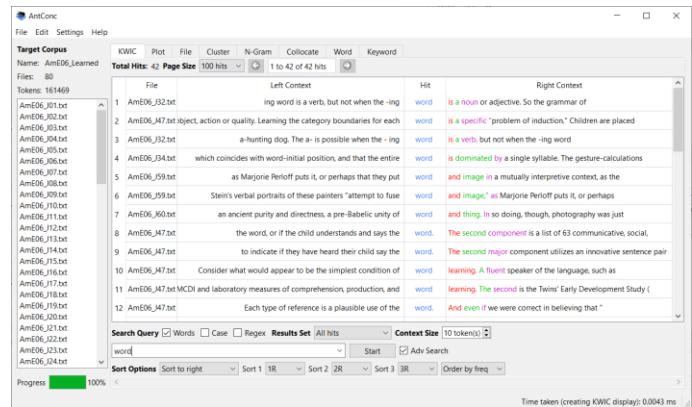 AntConc
File Edit Settings Help
Target Corpus
Name: AmE06_Learned
Files: 80
Tokens: 161469
AmE06_J01.txt
AmE06_J02.txt
AmE06_J03.txt
AmE06_J04.txt
AmE06_J05.txt
AmE06_J06.txt
AmE06_J07.txt
AmE06_J08.txt
AmE06_J09.txt
AmE06_J10.txt
AmE06_J11.txt
AmE06_J12.txt
AmE06_J13.txt
AmE06_J14.txt
AmE06_J15.txt
AmE06_J16.txt
AmE06_J17.txt
AmE06_J18.txt
AmE06_J19.txt
AmE06_J20.txt
AmE06_J21.txt
AmE06_J22.txt
AmE06_J23.txt
AmE06_J24.txt
Progress 100%
KWIC Plot File Cluster N-Gram Collocate Word Keyword
Total Hits: 42 Page Size 100 hits 1 to 42 of 42 hits
File Left Context Hit Right Context
1 AmE06_J32.txt ing word is a verb, but not when the -ing word is a noun or adjective. So the grammar of
2 AmE06_J47.txt object, action or quality. Learning the category boundaries for each word is a specific "problem of induction." Children are placed
3 AmE06_J32.txt a-hunting dog. The a- is possible when the - ing word is a verb, but not when the -ing word
4 AmE06_J34.txt which coincides with word-initial position, and that the entire word is dominated by a single syllable. The gesture-calculations
5 AmE06_J59.txt as Marjorie Perloff puts it, or perhaps that they put word and image in a mutually interpretive context, as the
6 AmE06_J59.txt Stein's verbal portraits of these painters "attempt to fuse word and image," as Marjorie Perloff puts it, or perhaps
7 AmE06_J60.txt an ancient purity and directness, a pre-Babelic unity of word and thing. In so doing, though, photography was just
8 AmE06_J47.txt the word, or if the child understands and says the word. The second component is a list of 63 communicative, social,
9 AmE06_J47.txt to indicate if they have heard their child say the word. The second major component utilizes an innovative sentence pair
10 AmE06_J47.txt Consider what would appear to be the simplest condition of word learning. A fluent speaker of the language, such as
11 AmE06_J47.txt MCDI and laboratory measures of comprehension, production, and word learning. The second is the Twins' Early Development Study (
12 AmE06_J47.txt Each type of reference is a plausible use of the word. And even if we were correct in believing that "
Search Query Words Case Regex Results Set All hits Context Size 10 token(s)
word Start Adv Search
Sort Options Sort to right Sort 1 1R Sort 2 2R Sort 3 3R Order by freq
Time taken (creating KWIC display): 0.0043 ms